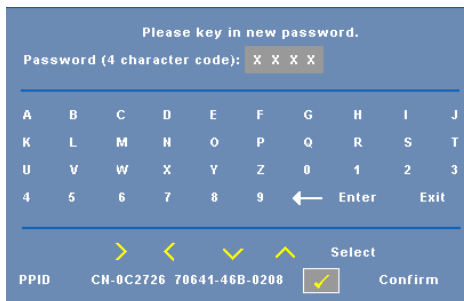 Please key in new password.
Password (4 character code): X X X X
A B C D E F G H I J
K L M N O P Q R S T
U V W X Y Z 0 1 2 3
4 5 6 7 8 9 Enter Exit
Select
PPID CN-0C2726 70641-46B-0208 Confirm